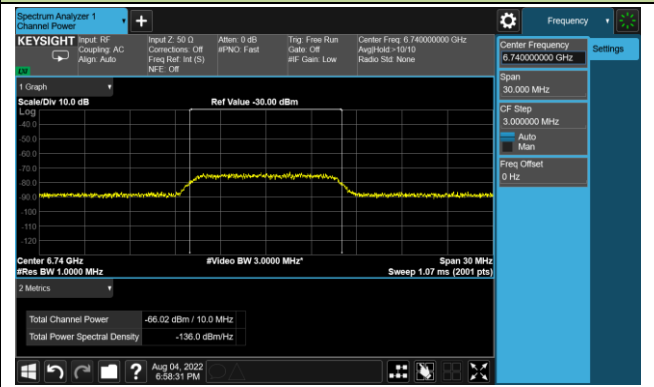 Spectrum Analyzer 1
Channel Power
Frequency
KEYSIGHT
Input: RF
Coupling: AC
Align: Auto
Input Z: 50 Ω
Corrections: Off
Freq Ref: Int (S)
NFE: Off
Atten: 0 dB
#PNO: Fast
Trig: Free Run
Gate: Off
#IF Gain: Low
Center Freq: 6.740000000 GHz
Avg|Hold:>10/10
Radio Std: None
Center Frequency
6.740000000 GHz
Settings
Span
30.000 MHz
CF Step
3.000000 MHz
Auto
Man
Freq Offset
0 Hz
1 Graph
Scale/Div 10.0 dB
Ref Value -30.00 dBm
Log
-40.0
-50.0
-60.0
-70.0
-80.0
-90.0
-100
-110
-120
Center 6.74 GHz
#Video BW 3.0000 MHz*
Span 30 MHz
#Res BW 1.0000 MHz
Sweep 1.07 ms (2001 pts)
2 Metrics
Total Channel Power
-66.02 dBm / 10.0 MHz
Total Power Spectral Density
-136.0 dBm/Hz
Aug 04, 2022
6:58:31 PM